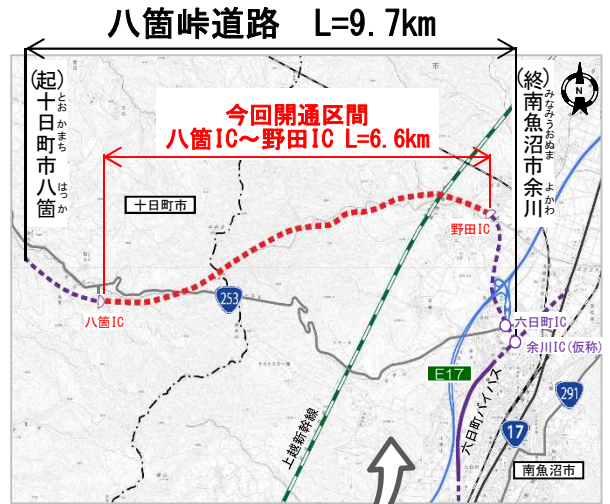 八箇峠道路 L=9.7km
(起)十日町市八箇
とおかまち
はっか
今回開通区間
八箇IC～野田IC L=6.6km
(終)南魚沼市余川
みなみうおぬま
よかわ
N
市
十日町市
野田IC
253
八箇IC
六日町IC
余川IC(仮称)
E17
上越新幹線
六日町バイパス
291
17
南魚沼市